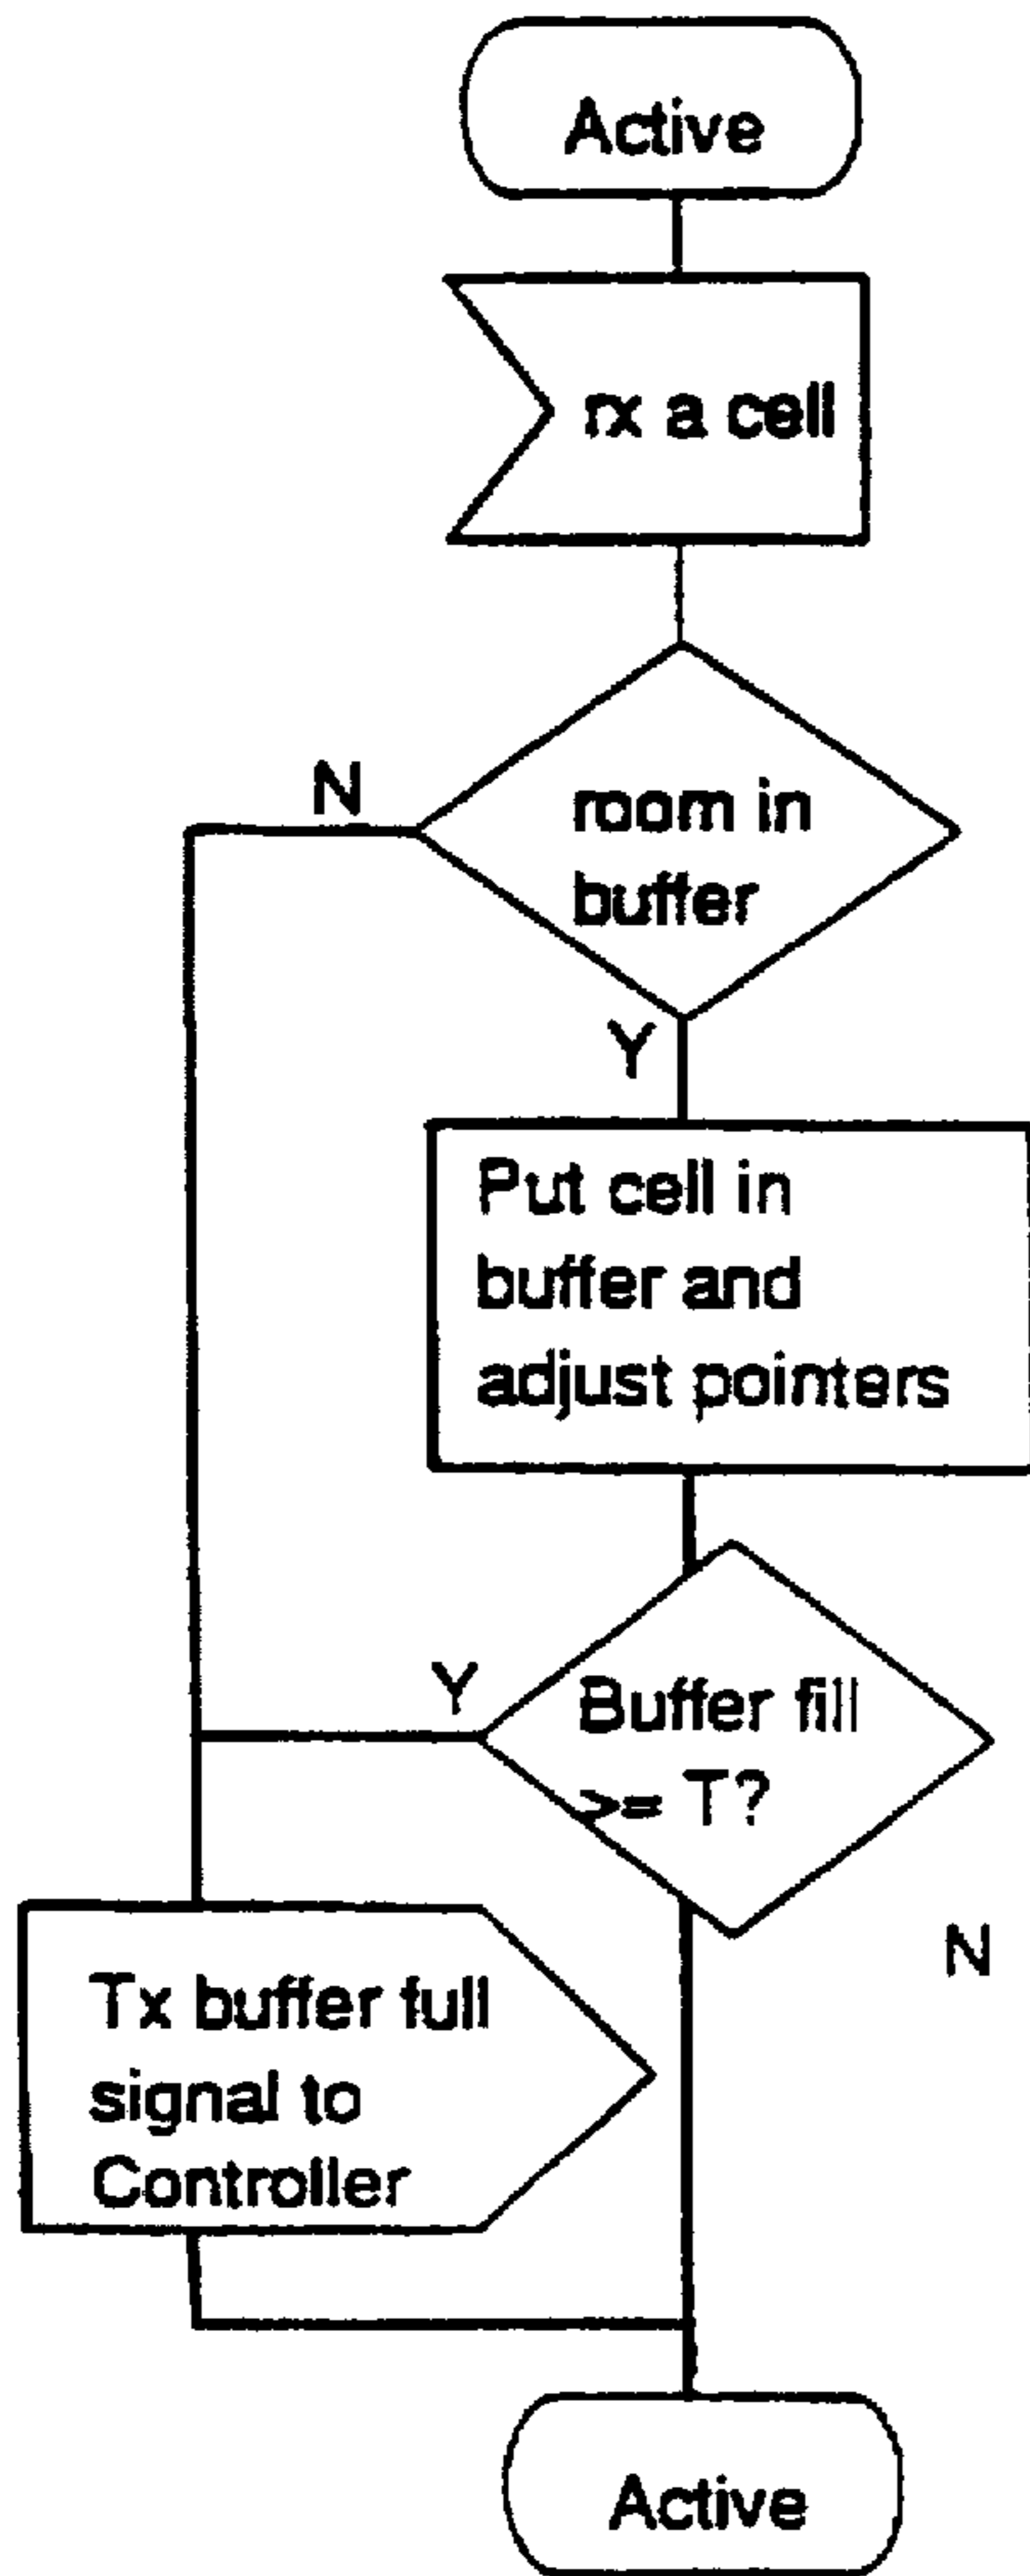 Active
rx a cell
N
room in
buffer
Y
Put cell in
buffer and
adjust pointers
Y
Buffer fill
>= T?
N
Tx buffer full
signal to
Controller
Active